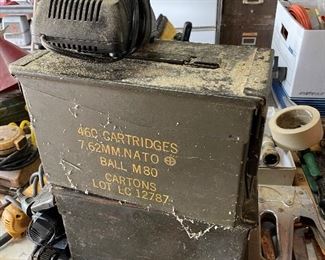 460 CARTRIDGES
7.62MM.NATO ⊕
BALL M80
CARTONS
LOT LC 12787